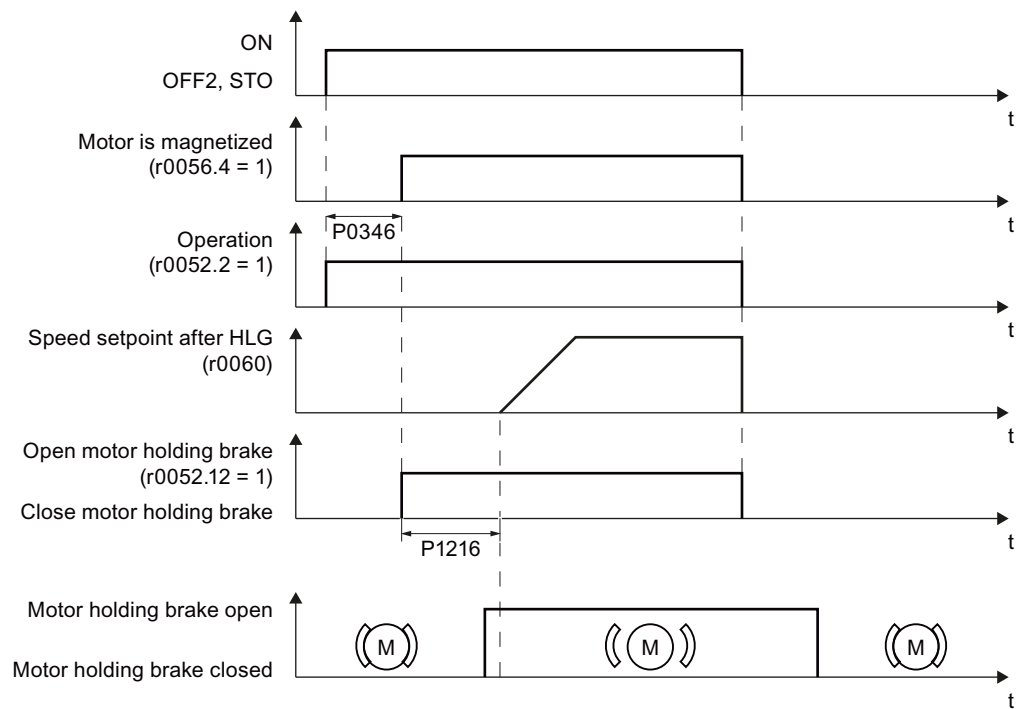 ON
OFF2, STO
t
Motor is magnetized
(r0056.4 = 1)
t
P0346
Operation
(r0052.2 = 1)
t
Speed setpoint after HLG
(r0060)
t
Open motor holding brake
(r0052.12 = 1)
Close motor holding brake
t
P1216
Motor holding brake open
M
M
M
Motor holding brake closed
t